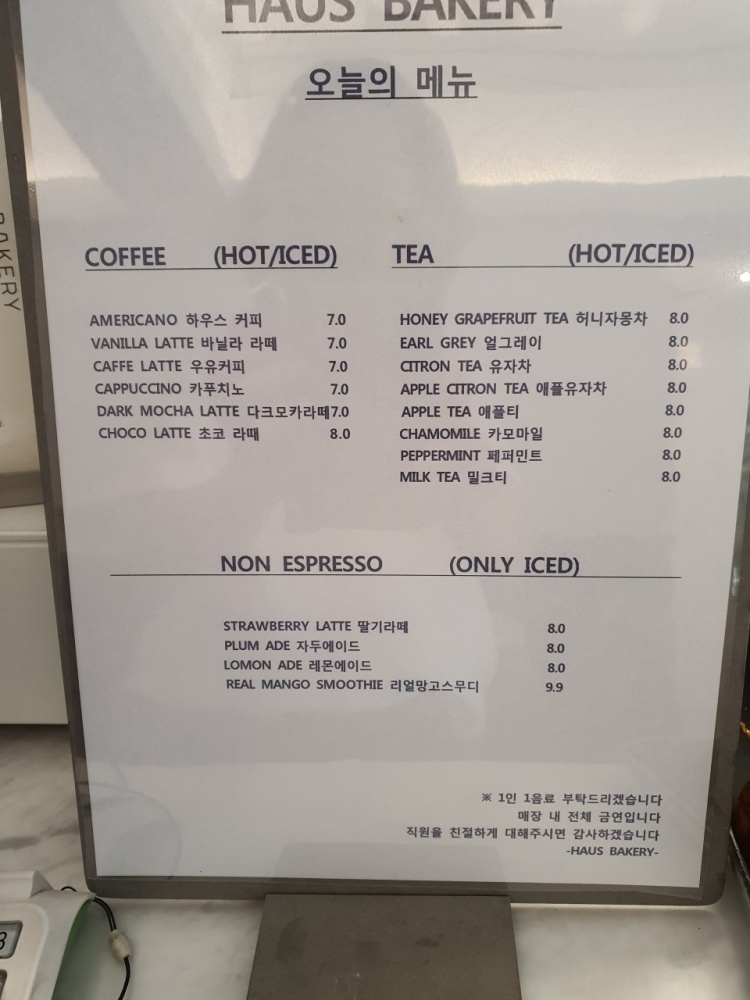 HAUS BAKERY
오늘의 메뉴
COFFEE (HOT/ICED)
AMERICANO 하우스 커피 7.0
VANILLA LATTE 바닐라 라떼 7.0
CAFFE LATTE 우유커피 7.0
CAPPUCCINO 카푸치노 7.0
DARK MOCHA LATTE 다크모카라떼7.0
CHOCO LATTE 초코 라때 8.0
TEA (HOT/ICED)
HONEY GRAPEFRUIT TEA 허니자몽차 8.0
EARL GREY 얼그레이 8.0
CITRON TEA 유자차 8.0
APPLE CITRON TEA 애플유자차 8.0
APPLE TEA 애플티 8.0
CHAMOMILE 카모마일 8.0
PEPPERMINT 페퍼민트 8.0
MILK TEA 밀크티 8.0
NON ESPRESSO (ONLY ICED)
STRAWBERRY LATTE 딸기라떼 8.0
PLUM ADE 자두에이드 8.0
LOMON ADE 레몬에이드 8.0
REAL MANGO SMOOTHIE 리얼망고스무디 9.9
※ 1인 1음료 부탁드리겠습니다
매장 내 전체 금연입니다
직원을 친절하게 대해주시면 감사하겠습니다
-HAUS BAKERY-
BAKERY